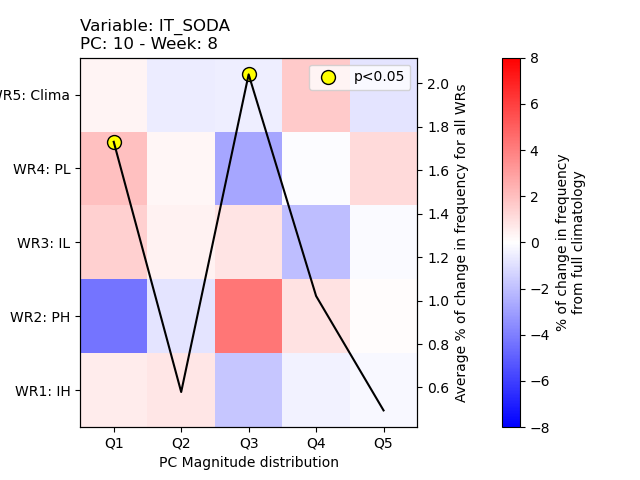 Variable: IT_SODA
PC: 10 - Week: 8
p<0.05
WR5: Clima
WR4: PL
WR3: IL
WR2: PH
WR1: IH
Q1 Q2 Q3 Q4 Q5
PC Magnitude distribution
2.0
1.8
1.6
1.4
1.2
1.0
0.8
0.6
Average % of change in frequency for all WRs
8
6
4
2
0
−2
−4
−6
−8
% of change in frequency
from full climatology